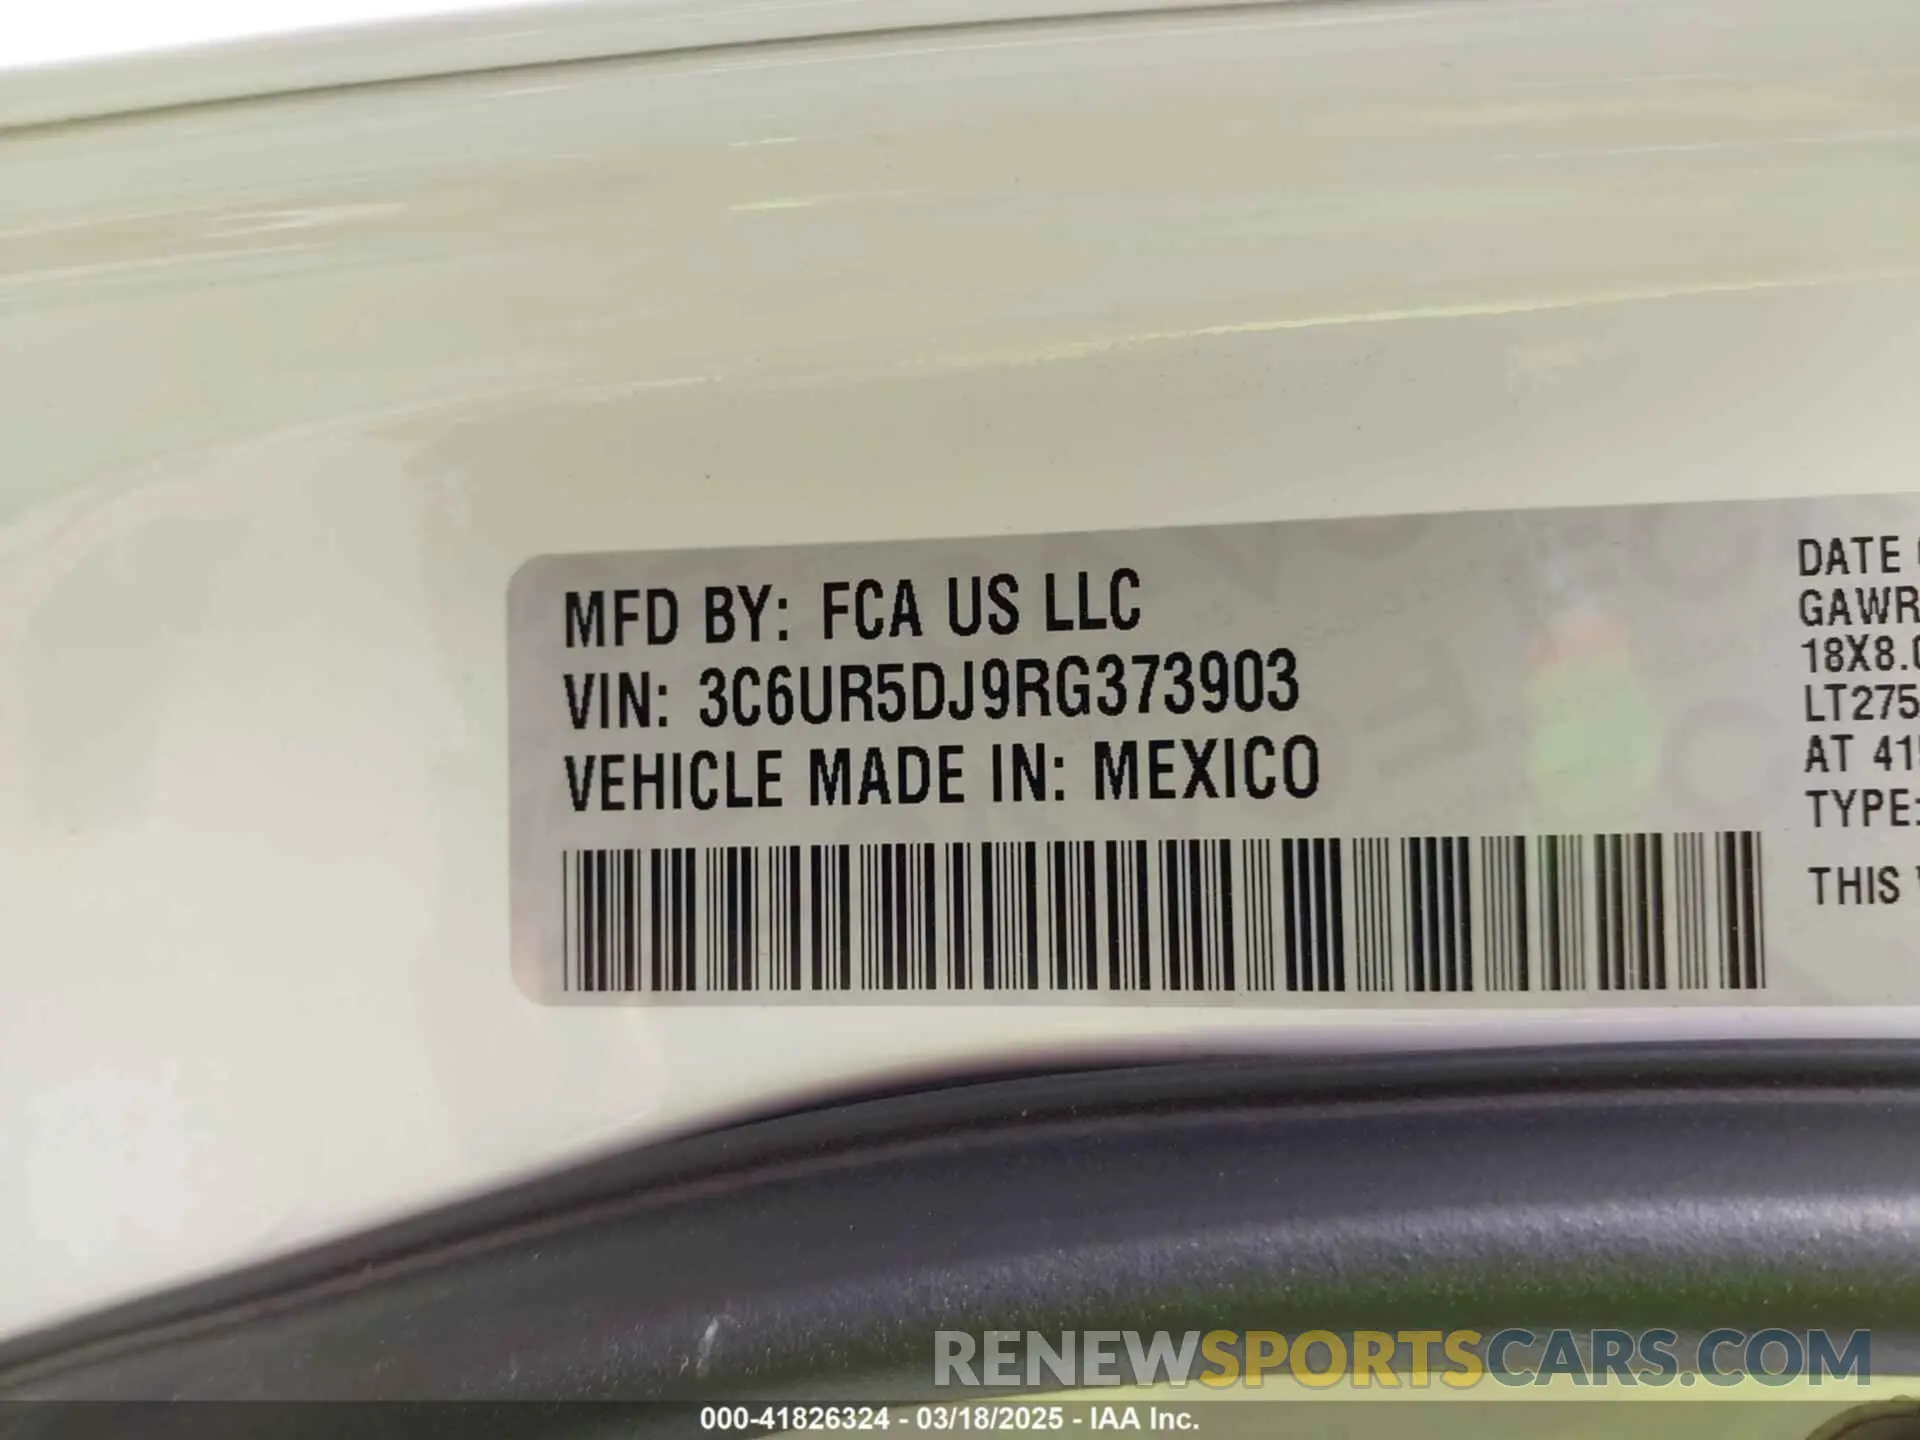 MFD BY: FCA US LLC
VIN: 3C6UR5DJ9RG373903
VEHICLE MADE IN: MEXICO
DATE
GAWR
18X8.0
LT275
AT 41
TYPE:
THIS
RENEWSPORTSCARS.COM
000-41826324 - 03/18/2025 - IAA Inc.